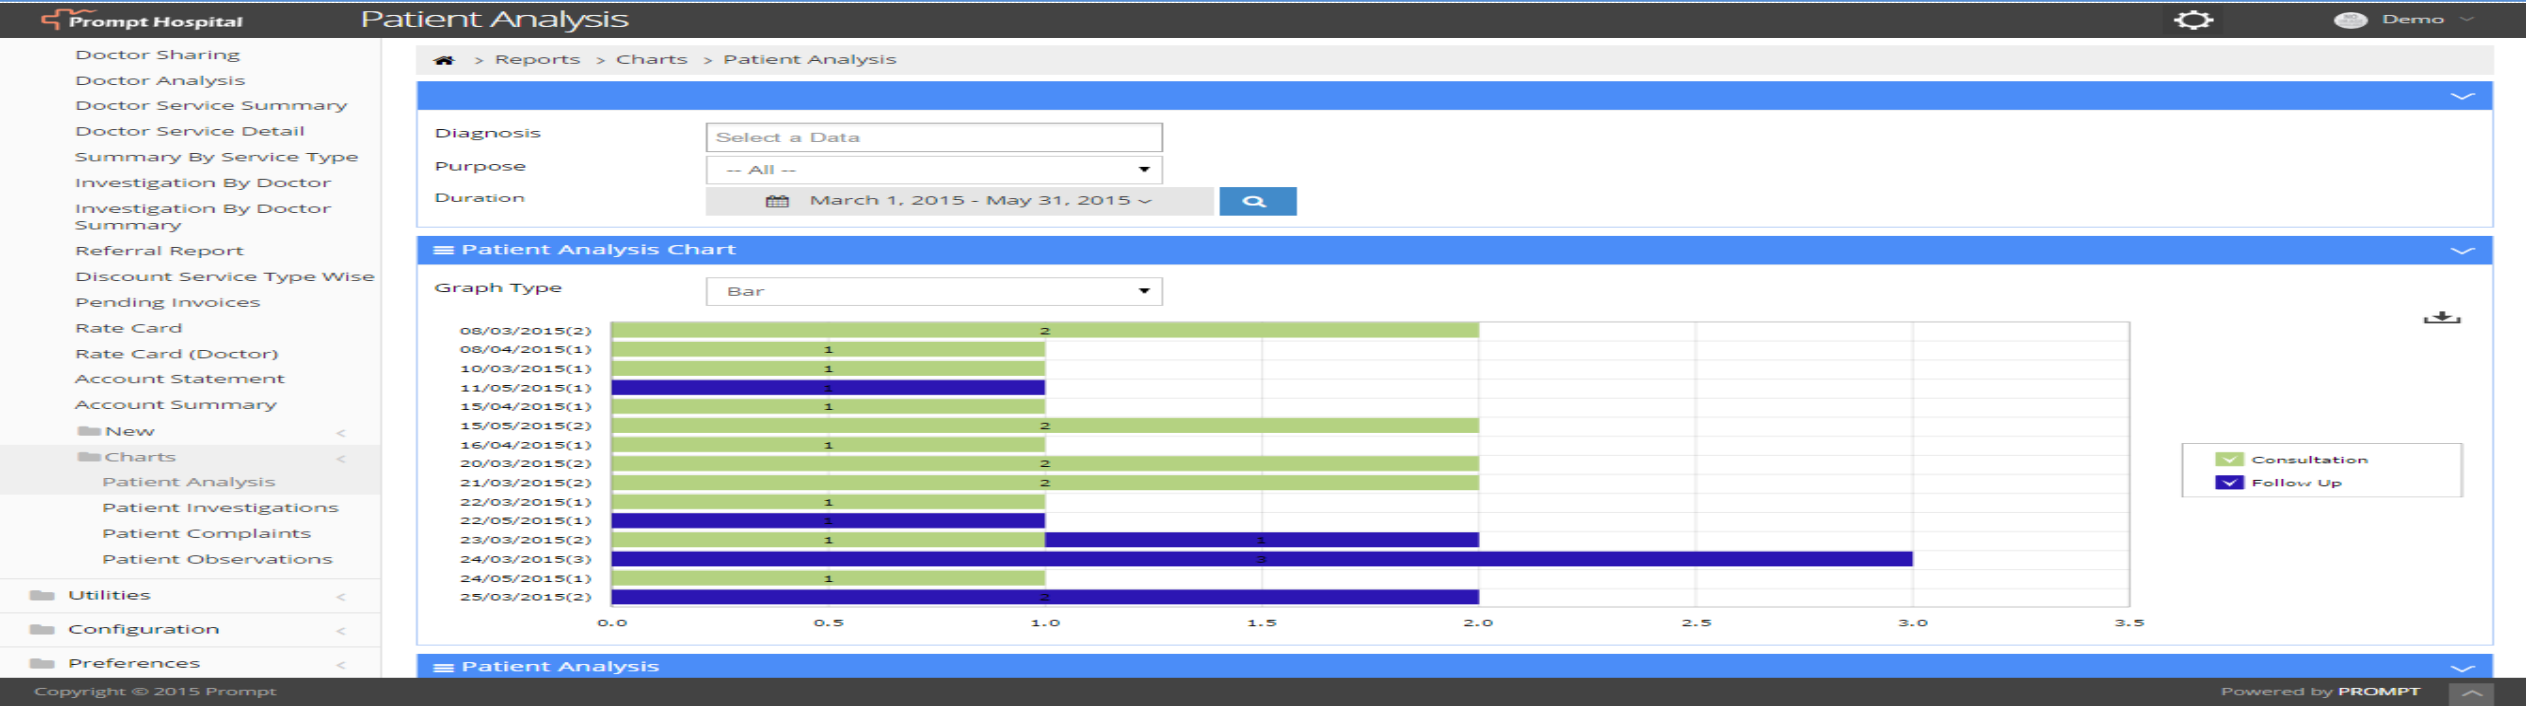 Prompt Hospital
Patient Analysis
Demo
Doctor Sharing
Doctor Analysis
Doctor Service Summary
Doctor Service Detail
Summary By Service Type
Investigation By Doctor
Investigation By Doctor
Summary
Referral Report
Discount Service Type Wise
Pending Invoices
Rate Card
Rate Card (Doctor)
Account Statement
Account Summary
New <
Charts <
Patient Analysis
Patient Investigations
Patient Complaints
Patient Observations
Utilities <
Configuration <
Preferences <
> Reports > Charts > Patient Analysis
Diagnosis Select a Data
Purpose -- All --
Duration March 1, 2015 - May 31, 2015
Patient Analysis Chart
Graph Type Bar
08/03/2015(2) 2
08/04/2015(1) 1
10/03/2015(1) 1
11/05/2015(1) 1
15/04/2015(1) 1
15/05/2015(2) 2
16/04/2015(1) 1
20/03/2015(2) 2
21/03/2015(2) 2
22/03/2015(1) 1
22/05/2015(1) 1
23/03/2015(2) 1 1
24/03/2015(3) 3
24/05/2015(1) 1
25/03/2015(2) 2
0.0 0.5 1.0 1.5 2.0 2.5 3.0 3.5
Consultation
Follow Up
Patient Analysis
Copyright © 2015 Prompt
Powered by PROMPT